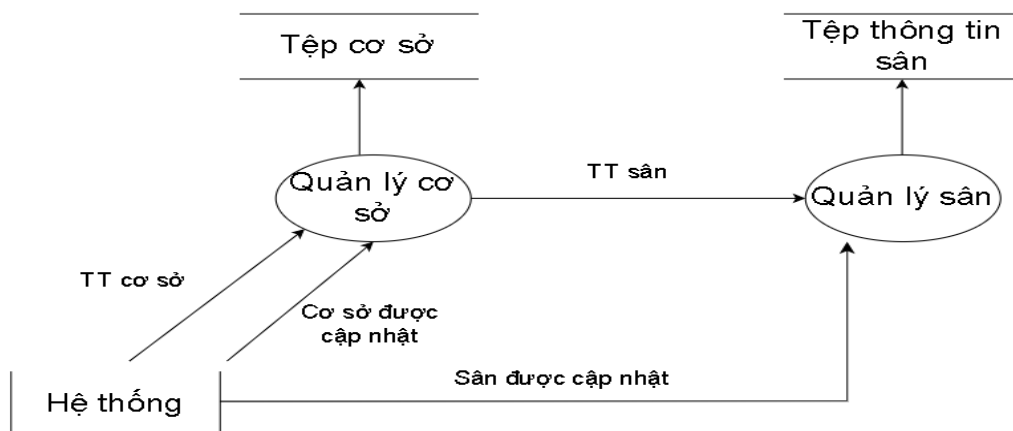 Tệp cơ sở
Tệp thông tin
sân
Quản lý cơ
sở
TT sân
Quản lý sân
TT cơ sở
Cơ sở được
cập nhật
Sân được cập nhật
Hệ thống